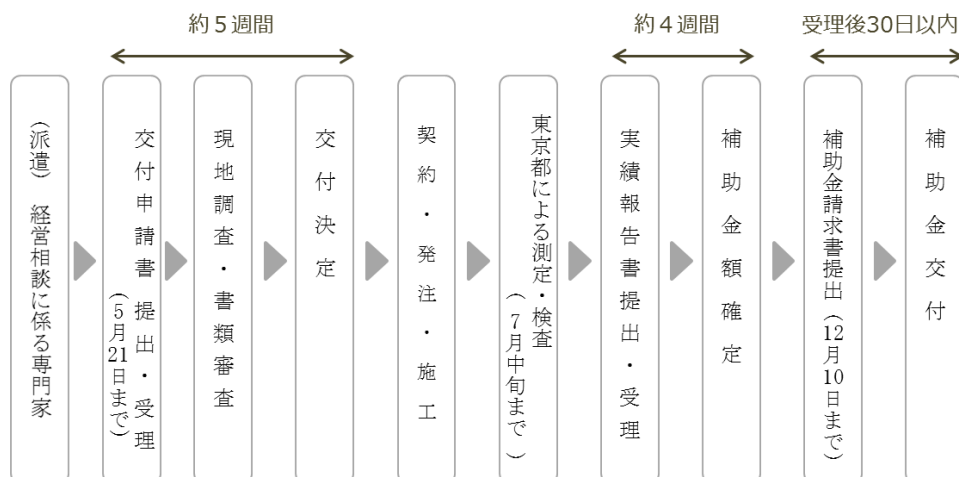 約5週間
約4週間
受理後30日以内
(派遣) 経営相談に係る専門家
交付申請書 提出・受理
(5月21日まで)
現地調査・書類審査
交付決定
契約・発注・施工
東京都による測定・検査
(7月中旬まで)
実績報告書提出・受理
補助金額確定
補助金請求書提出(12月10日まで)
補助金交付